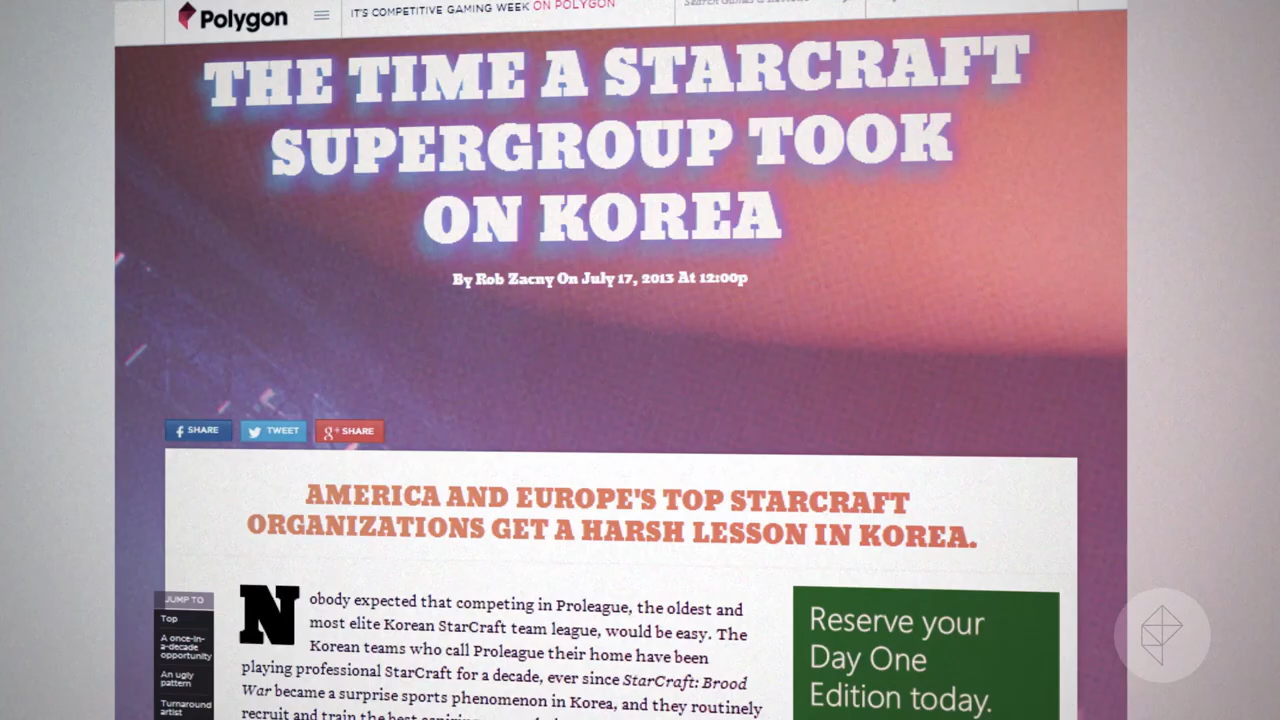 Polygon
IT'S COMPETITIVE GAMING WEEK ON POLYGON
THE TIME A STARCRAFT
SUPERGROUP TOOK
ON KOREA
By Rob Zacny On July 17, 2013 At 12:00p
SHARE
TWEET
SHARE
AMERICA AND EUROPE'S TOP STARCRAFT
ORGANIZATIONS GET A HARSH LESSON IN KOREA.
JUMP TO
Top
A once-in-
a-decade
opportunity
An ugly
pattern
Turnaround
artist
Nobody expected that competing in Proleague, the oldest and
most elite Korean StarCraft team league, would be easy. The
Korean teams who call Proleague their home have been
playing professional StarCraft for a decade, ever since StarCraft: Brood
War became a surprise sports phenomenon in Korea, and they routinely
recruit and train the best
Reserve your
Day One
Edition today.